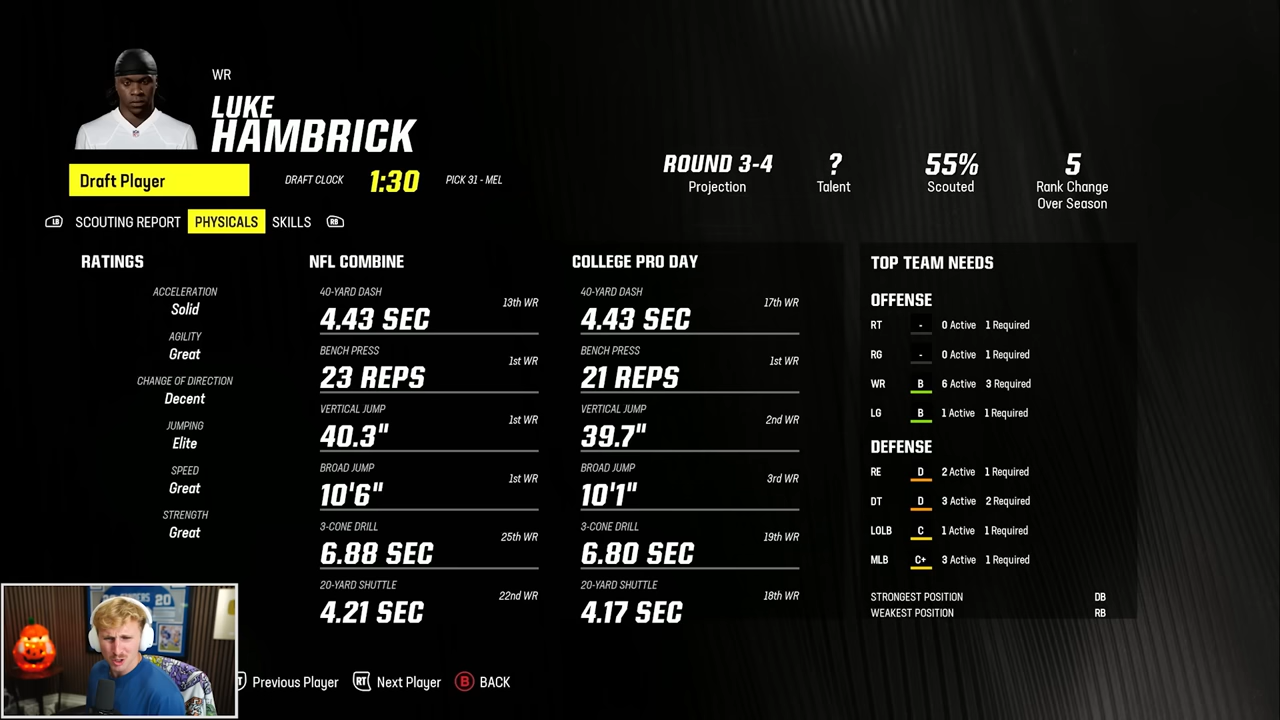 WR
LUKE
HAMBRICK
Draft Player
DRAFT CLOCK 1:30 PICK 31 - MEL
ROUND 3-4
Projection
?
Talent
55%
Scouted
5
Rank Change
Over Season
LB SCOUTING REPORT PHYSICALS SKILLS RB
RATINGS
ACCELERATION
Solid
AGILITY
Great
CHANGE OF DIRECTION
Decent
JUMPING
Elite
SPEED
Great
STRENGTH
Great
NFL COMBINE
40-YARD DASH
4.43 SEC 13th WR
BENCH PRESS
23 REPS 1st WR
VERTICAL JUMP
40.3" 1st WR
BROAD JUMP
10'6" 1st WR
3-CONE DRILL
6.88 SEC 25th WR
20-YARD SHUTTLE
4.21 SEC 22nd WR
COLLEGE PRO DAY
40-YARD DASH
4.43 SEC 17th WR
BENCH PRESS
21 REPS 1st WR
VERTICAL JUMP
39.7" 2nd WR
BROAD JUMP
10'1" 3rd WR
3-CONE DRILL
6.80 SEC 19th WR
20-YARD SHUTTLE
4.17 SEC 18th WR
TOP TEAM NEEDS
OFFENSE
RT - 0 Active 1 Required
RG - 0 Active 1 Required
WR B 6 Active 3 Required
LG B 1 Active 1 Required
DEFENSE
RE D 2 Active 1 Required
DT D 3 Active 2 Required
LOLB C 1 Active 1 Required
MLB C+ 3 Active 1 Required
STRONGEST POSITION DB
WEAKEST POSITION RB
20
Previous Player RT Next Player B BACK